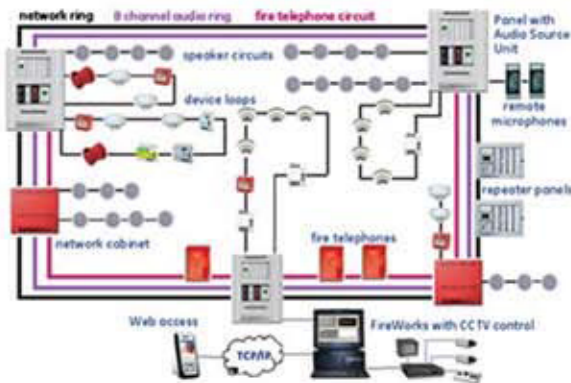 network ring
8 channel audio ring
fire telephone circuit
Panel with
Audio Source
Unit
speaker circuits
device loops
remote
microphones
repeater panels
network cabinet
fire telephones
Web access
FireWorks with CCTV control
TCP/IP